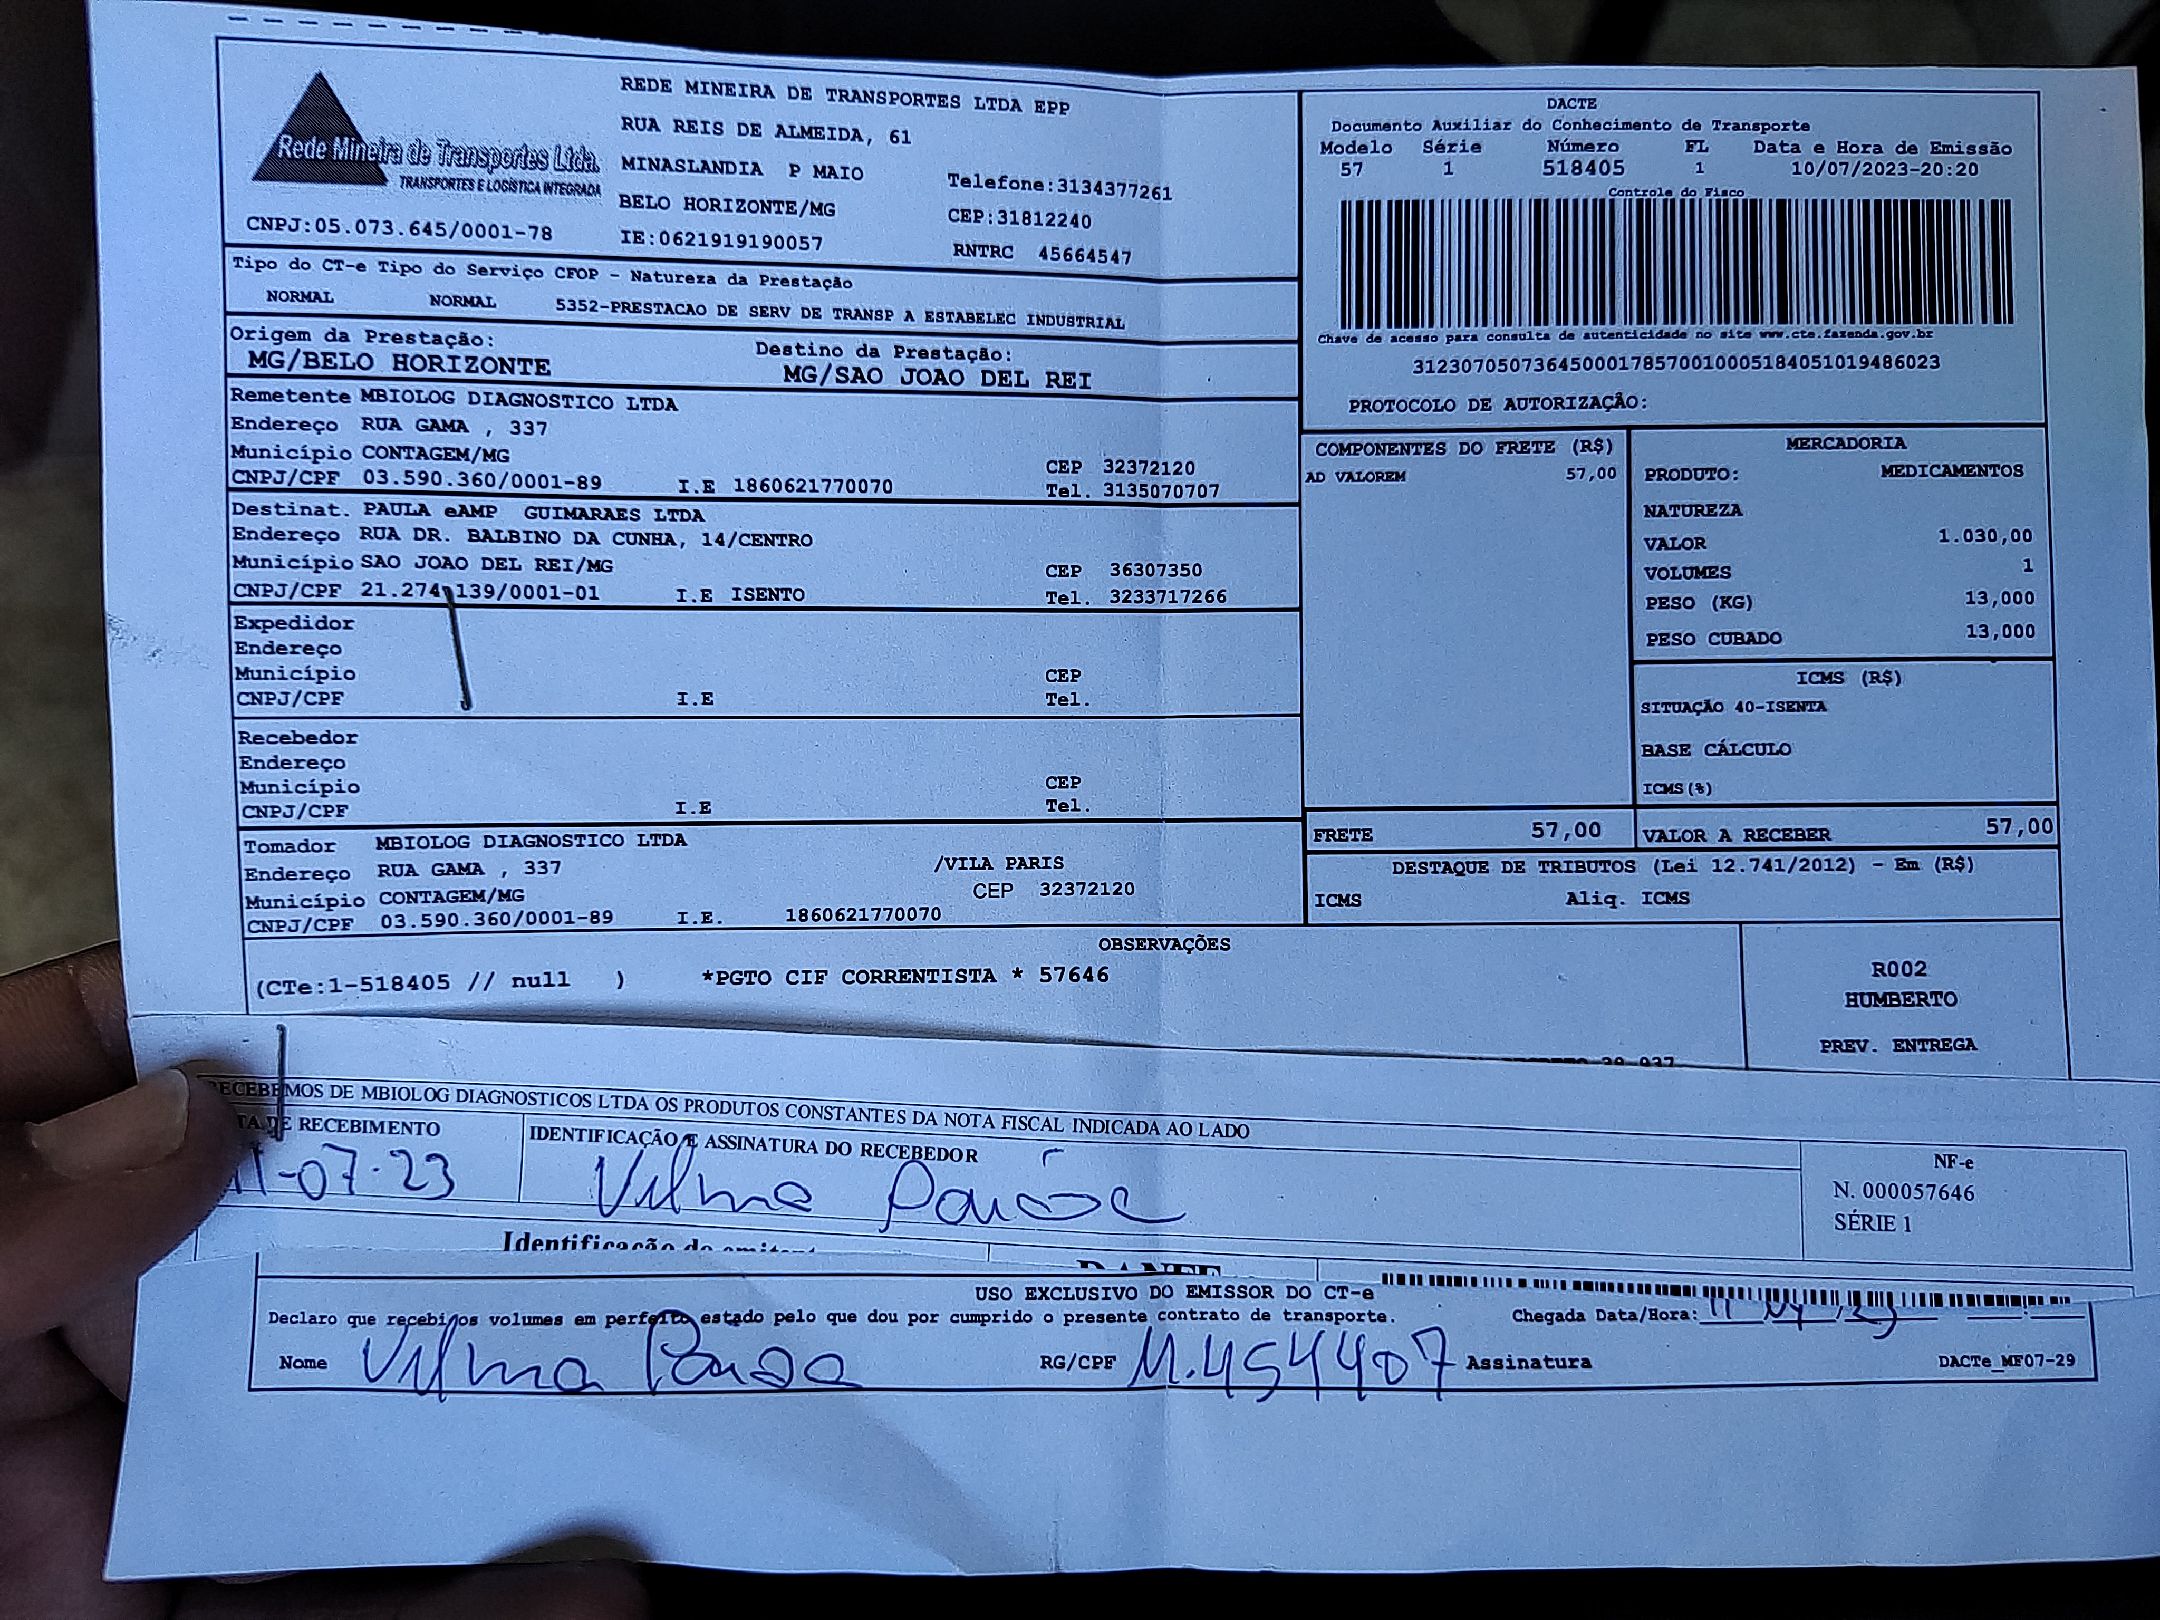 Rede Mineira de Transportes Ltda.
TRANSPORTES E LOGÍSTICA INTEGRADA
CNPJ:05.073.645/0001-78
REDE MINEIRA DE TRANSPORTES LTDA EPP
RUA REIS DE ALMEIDA, 61
MINASLANDIA P MAIO
Telefone:3134377261
BELO HORIZONTE/MG
CEP:31812240
IE:0621919190057
RNTRC 45664547
DACTE
Documento Auxiliar do Conhecimento de Transporte
Modelo Série Número FL Data e Hora de Emissão
57 1 518405 1 10/07/2023-20:20
Controle do Fisco
Chave de acesso para consulta de autenticidade no site www.cte.fazenda.gov.br
31230705073645000178570010005184051019486023
PROTOCOLO DE AUTORIZAÇÃO:
Tipo do CT-e Tipo do Serviço CFOP - Natureza da Prestação
NORMAL NORMAL 5352-PRESTACAO DE SERV DE TRANSP A ESTABELEC INDUSTRIAL
Origem da Prestação: Destino da Prestação:
MG/BELO HORIZONTE MG/SAO JOAO DEL REI
Remetente MBIOLOG DIAGNOSTICO LTDA
Endereço RUA GAMA , 337
Município CONTAGEM/MG CEP 32372120
CNPJ/CPF 03.590.360/0001-89 I.E 1860621770070 Tel. 3135070707
Destinat. PAULA eAMP GUIMARAES LTDA
Endereço RUA DR. BALBINO DA CUNHA, 14/CENTRO
Município SAO JOAO DEL REI/MG CEP 36307350
CNPJ/CPF 21.274.139/0001-01 I.E ISENTO Tel. 3233717266
Expedidor
Endereço
Município CEP
CNPJ/CPF I.E Tel.
Recebedor
Endereço
Município CEP
CNPJ/CPF I.E Tel.
Tomador MBIOLOG DIAGNOSTICO LTDA
Endereço RUA GAMA , 337 /VILA PARIS
Município CONTAGEM/MG CEP 32372120
CNPJ/CPF 03.590.360/0001-89 I.E. 1860621770070
COMPONENTES DO FRETE (R$)
AD VALOREM 57,00
MERCADORIA
PRODUTO: MEDICAMENTOS
NATUREZA
VALOR 1.030,00
VOLUMES 1
PESO (KG) 13,000
PESO CUBADO 13,000
ICMS (R$)
SITUAÇÃO 40-ISENTA
BASE CÁLCULO
ICMS(%)
FRETE 57,00 VALOR A RECEBER 57,00
DESTAQUE DE TRIBUTOS (Lei 12.741/2012) - Em (R$)
ICMS Aliq. ICMS
OBSERVAÇÕES
(CTe:1-518405 // null ) *PGTO CIF CORRENTISTA * 57646
R002
HUMBERTO
PREV. ENTREGA
RECEBEMOS DE MBIOLOG DIAGNOSTICOS LTDA OS PRODUTOS CONSTANTES DA NOTA FISCAL INDICADA AO LADO
DE RECEBIMENTO
11-07-23
IDENTIFICAÇÃO E ASSINATURA DO RECEBEDOR
Vilma
NF-e
N. 000057646
SÉRIE 1
Identificação do emitente
DANFE
USO EXCLUSIVO DO EMISSOR DO CT-e
Declaro que recebi os volumes em perfeito estado pelo que dou por cumprido o presente contrato de transporte. Chegada Data/Hora: 11/07/23
Nome Vilma RG/CPF M.454407 Assinatura DACTe_MF07-29